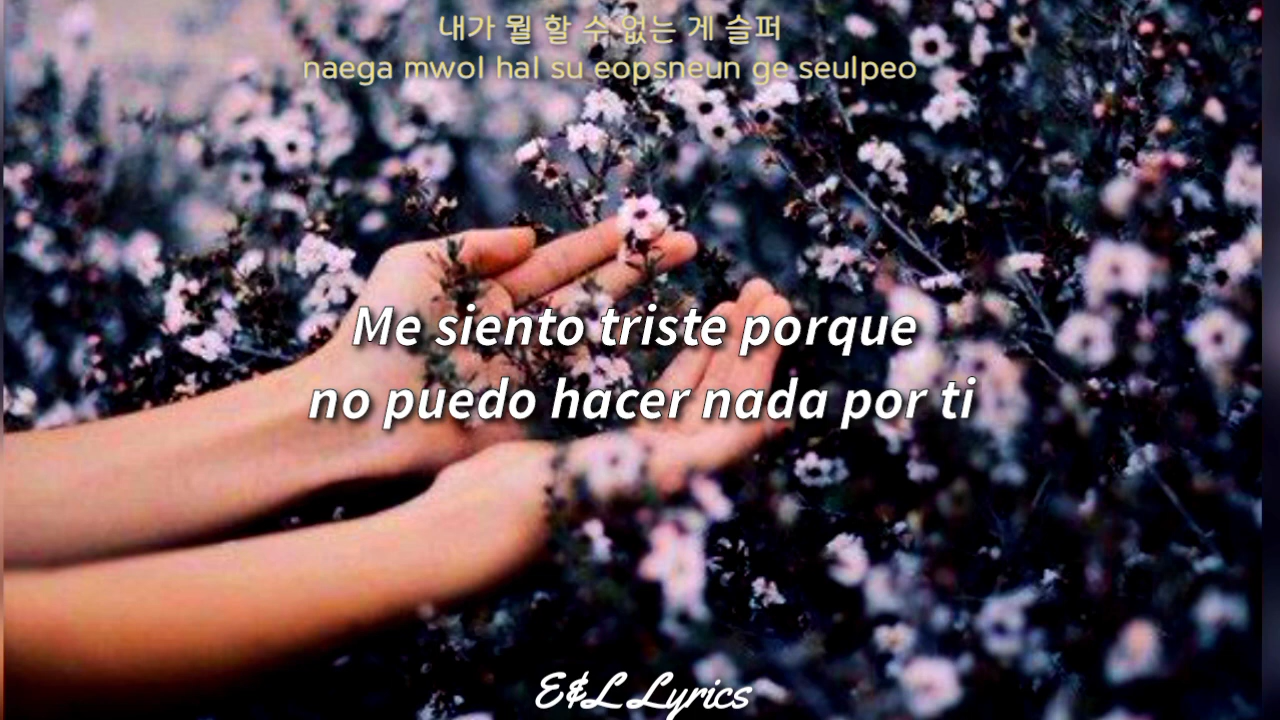 내가 뭘 할 수 없는 게 슬퍼
naega mwol hal su eopsneun ge seulpeo
Me siento triste porque
no puedo hacer nada por ti
E&L Lyrics